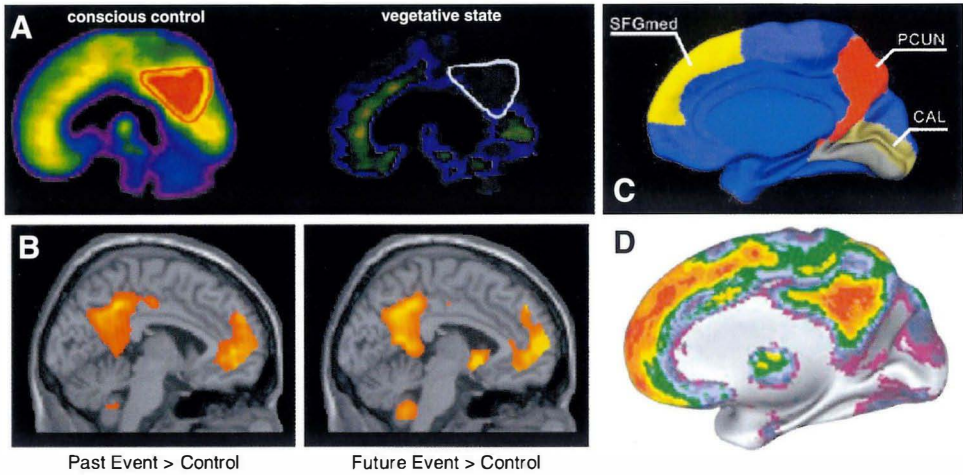 A
conscious control
vegetative state
SFGmed
PCUN
CAL
C
B
D
Past Event > Control
Future Event > Control